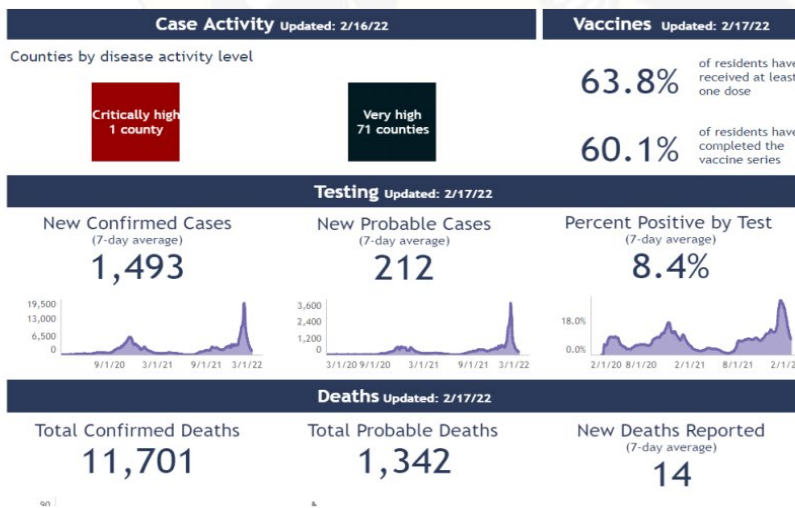 Case Activity Updated: 2/16/22
Vaccines Updated: 2/17/22
Counties by disease activity level
Critically high
1 county
Very high
71 counties
63.8%
of residents have
received at least
one dose
60.1%
of residents have
completed the
vaccine series
Testing Updated: 2/17/22
New Confirmed Cases
(7-day average)
1,493
19,500
13,000
6,500
0
9/1/20 3/1/21 9/1/21 3/1/22
New Probable Cases
(7-day average)
212
3,600
2,400
1,200
0
3/1/20 9/1/20 3/1/21 9/1/21 3/1/22
Percent Positive by Test
(7-day average)
8.4%
18.0%
0.0%
2/1/20 8/1/20 2/1/21 8/1/21
Deaths Updated: 2/17/22
Total Confirmed Deaths
11,701
Total Probable Deaths
1,342
New Deaths Reported
(7-day average)
14
90